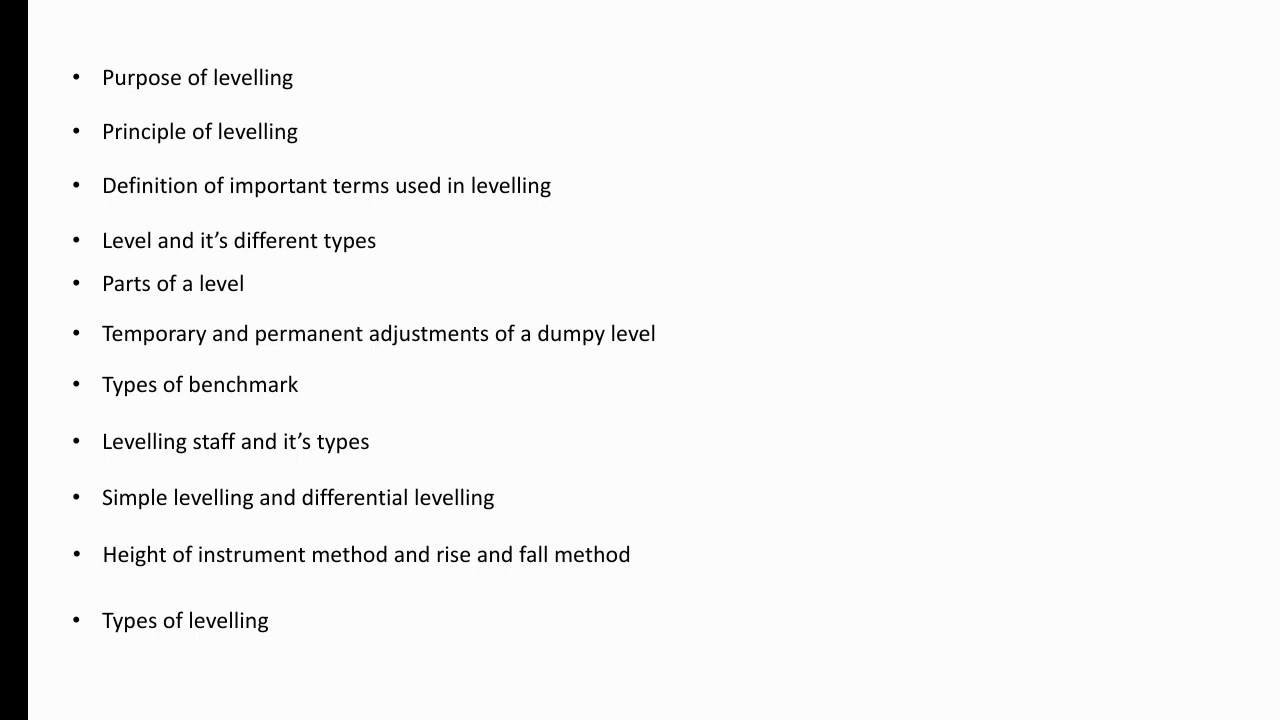 • Purpose of levelling
• Principle of levelling
• Definition of important terms used in levelling
• Level and it’s different types
• Parts of a level
• Temporary and permanent adjustments of a dumpy level
• Types of benchmark
• Levelling staff and it’s types
• Simple levelling and differential levelling
• Height of instrument method and rise and fall method
• Types of levelling